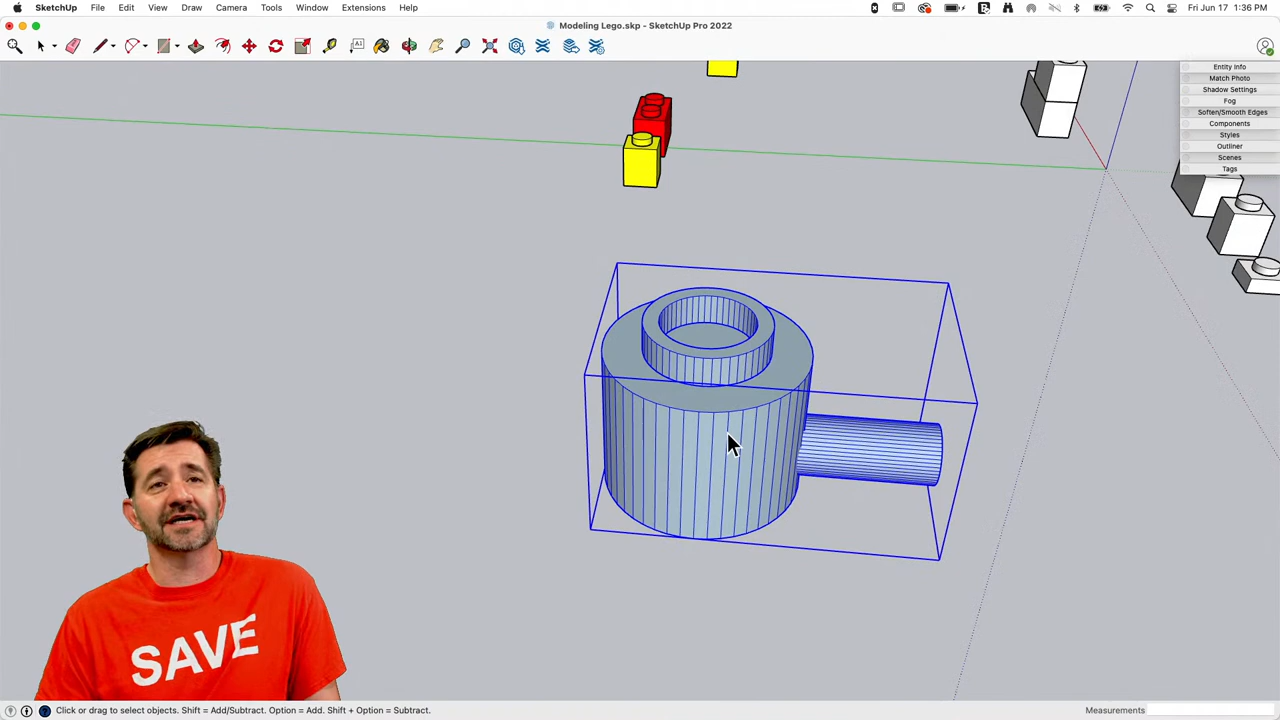 SketchUp File Edit View Draw Camera Tools Window Extensions Help Fri Jun 17 1:36 PM
Modeling Lego.skp - SketchUp Pro 2022
Entity Info
Match Photo
Shadow Settings
Fog
Soften/Smooth Edges
Components
Styles
Outliner
Scenes
Tags
SAVE
Click or drag to select objects. Shift = Add/Subtract. Option = Add. Shift + Option = Subtract. Measurements